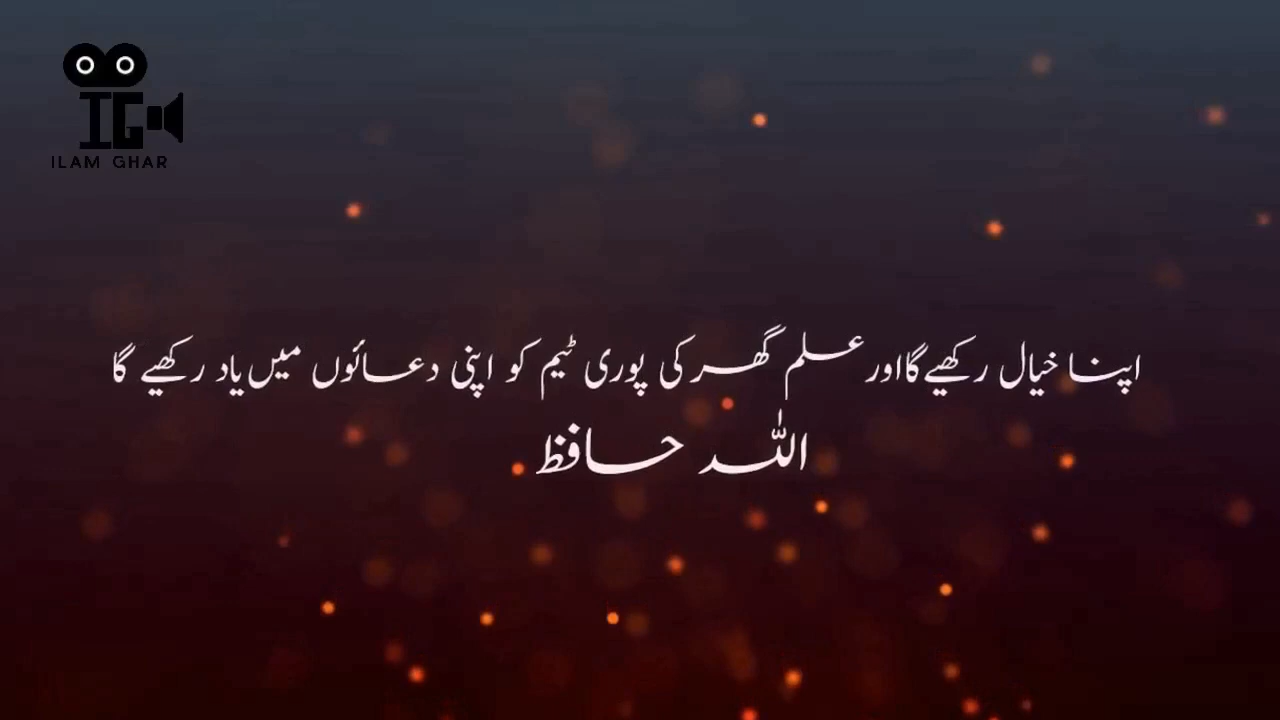 IG
ILAM GHAR
اپنا خیال رکھیے گا اور علم گھر کی پوری ٹیم کو اپنی دعائوں میں یاد رکھیے گا
اللہ حافظ